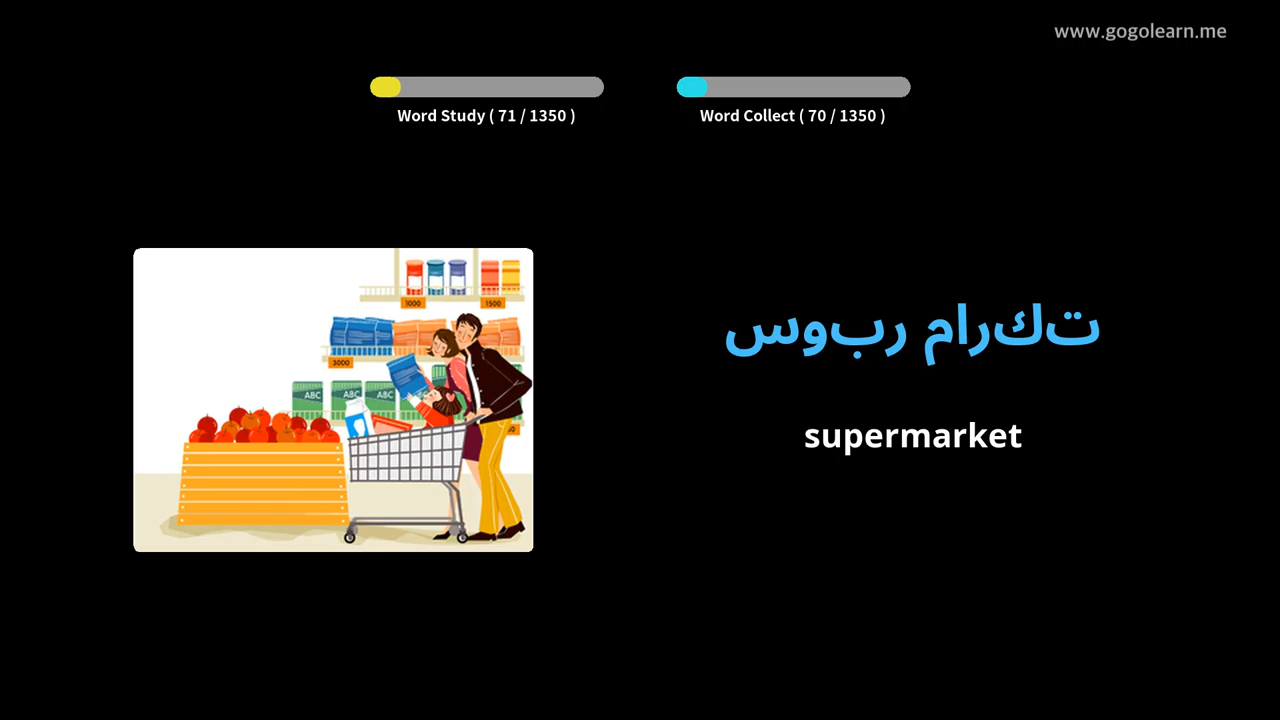 www.gogolearn.me
Word Study ( 71 / 1350 )
Word Collect ( 70 / 1350 )
1000
1500
3000
ABC
ABC
ABC
تكرام ربوس
supermarket